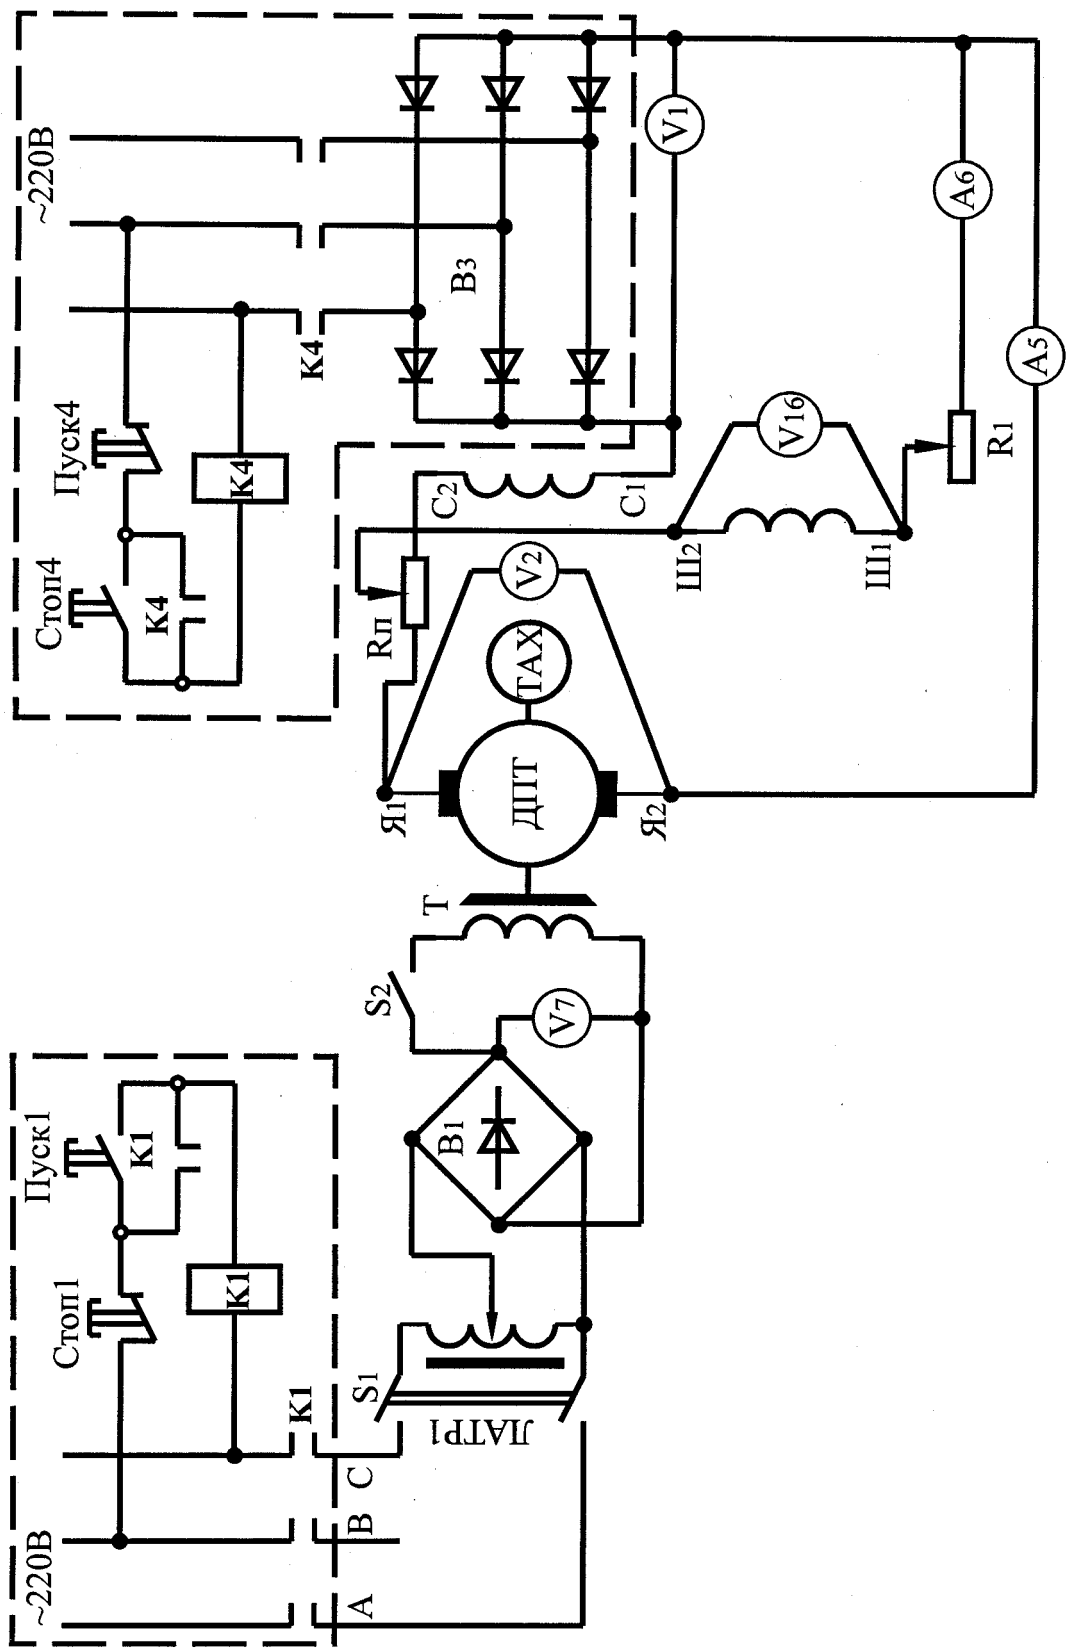 ~220В
Стоп1
Пуск1
К1
К1
К1
А
В
С
S1
ЛАТР1
В1
S2
V7
Т
ДПТ
ТАХ
Я1
Я2
V2
Rп
С2
С1
Ш2
Ш1
V16
R1
А5
А6
V1
Стоп4
Пуск4
К4
К4
К4
В3
~220В